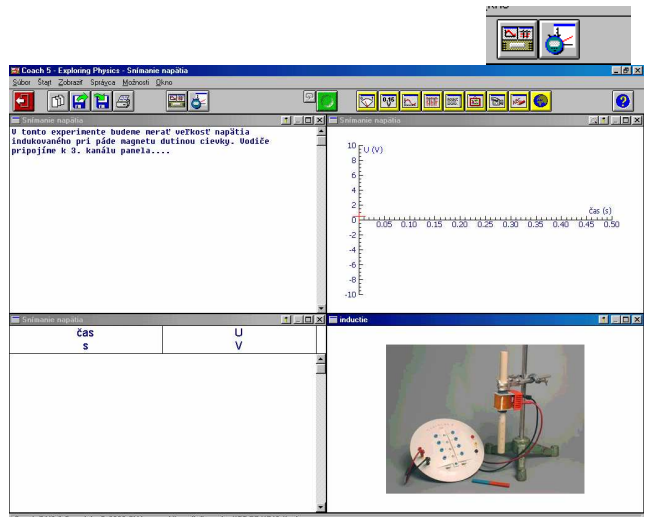 Coach 5 - Exploring Physics - Snímanie napätia
Súbor Štart Zobraziť Správca Možnosti Okno
Snímanie napätia
V tomto experimente budeme merať veľkosť napätia
indukovaného pri páde magnetu dutinou cievky. Vodiče
pripojíme k 3. kanálu panela....
Snímanie napätia
U (V)
10
8
6
4
2
0
-2
-4
-6
-8
-10
čas (s)
0.05 0.10 0.15 0.20 0.25 0.30 0.35 0.40 0.45 0.50
Snímanie napätia
čas U
s V
inductie